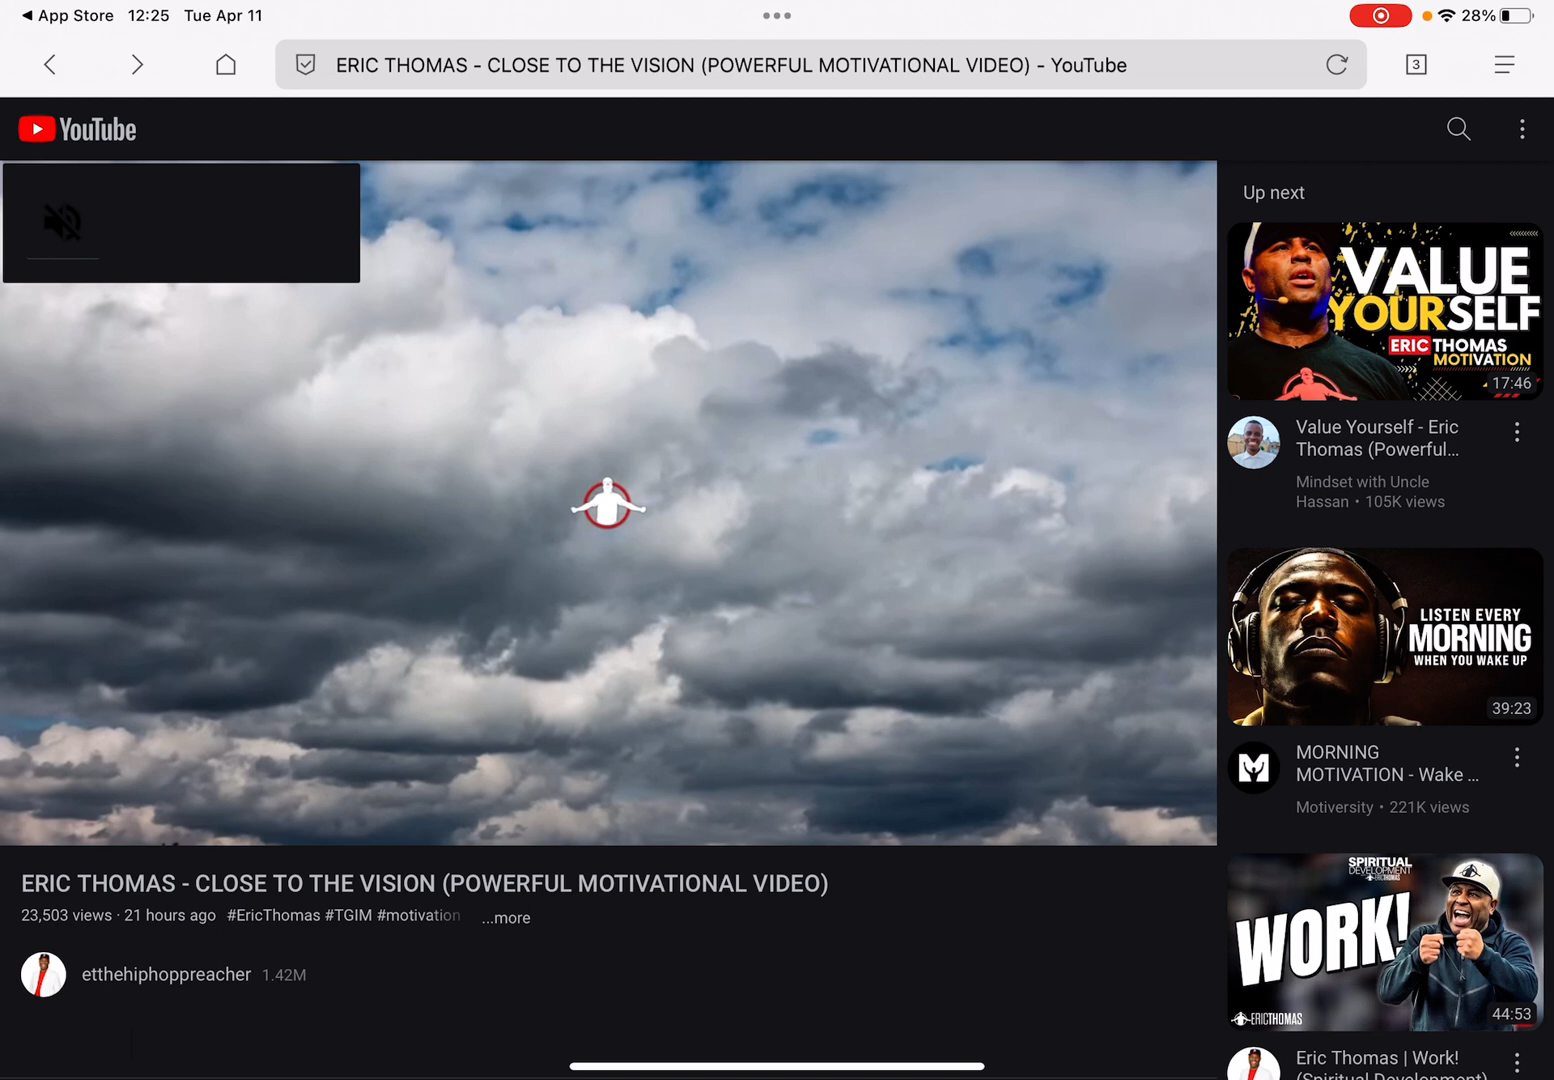 App Store 12:25 Tue Apr 11
28%
ERIC THOMAS - CLOSE TO THE VISION (POWERFUL MOTIVATIONAL VIDEO) - YouTube
3
YouTube
Up next
VALUE
YOURSELF
ERIC THOMAS
MOTIVATION
17:46
Value Yourself - Eric
Thomas (Powerful...
Mindset with Uncle
Hassan • 105K views
LISTEN EVERY
MORNING
WHEN YOU WAKE UP
39:23
MORNING
MOTIVATION - Wake ...
Motiversity • 221K views
SPIRITUAL
DEVELOPMENT
ERICTHOMAS
WORK!
ERICTHOMAS
44:53
Eric Thomas | Work!
(Spiritual Development)
ERIC THOMAS - CLOSE TO THE VISION (POWERFUL MOTIVATIONAL VIDEO)
23,503 views · 21 hours ago #EricThomas #TGIM #motivation ...more
etthehiphoppreacher 1.42M